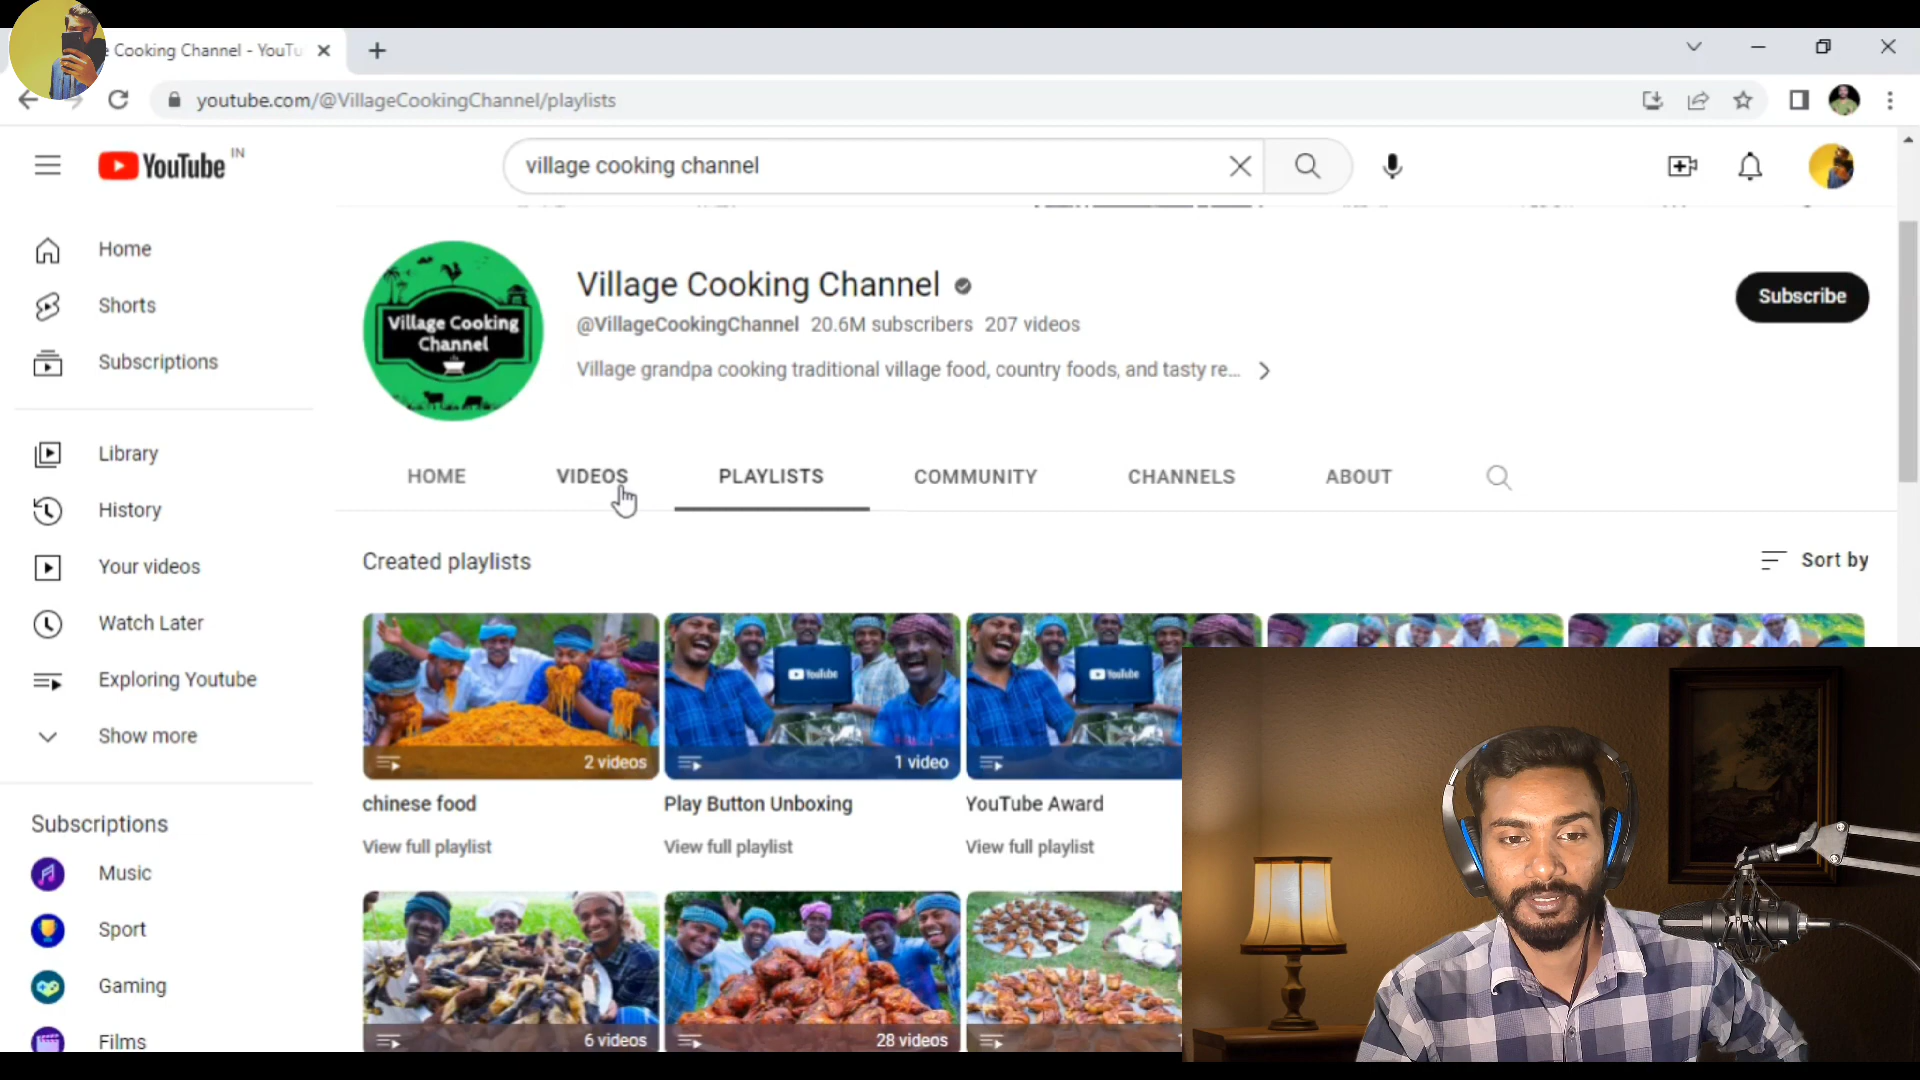 Cooking Channel - YouTu
youtube.com/@VillageCookingChannel/playlists
YouTube IN
village cooking channel
Home
Shorts
Subscriptions
Library
History
Your videos
Watch Later
Exploring Youtube
Show more
Subscriptions
Music
Sport
Gaming
Films
Village Cooking
Channel
Village Cooking Channel
@VillageCookingChannel 20.6M subscribers 207 videos
Village grandpa cooking traditional village food, country foods, and tasty re...
Subscribe
HOME VIDEOS PLAYLISTS COMMUNITY CHANNELS ABOUT
Created playlists
Sort by
YouTube
YouTube
2 videos
1 video
chinese food
Play Button Unboxing
YouTube Award
View full playlist
View full playlist
View full playlist
6 videos
28 videos